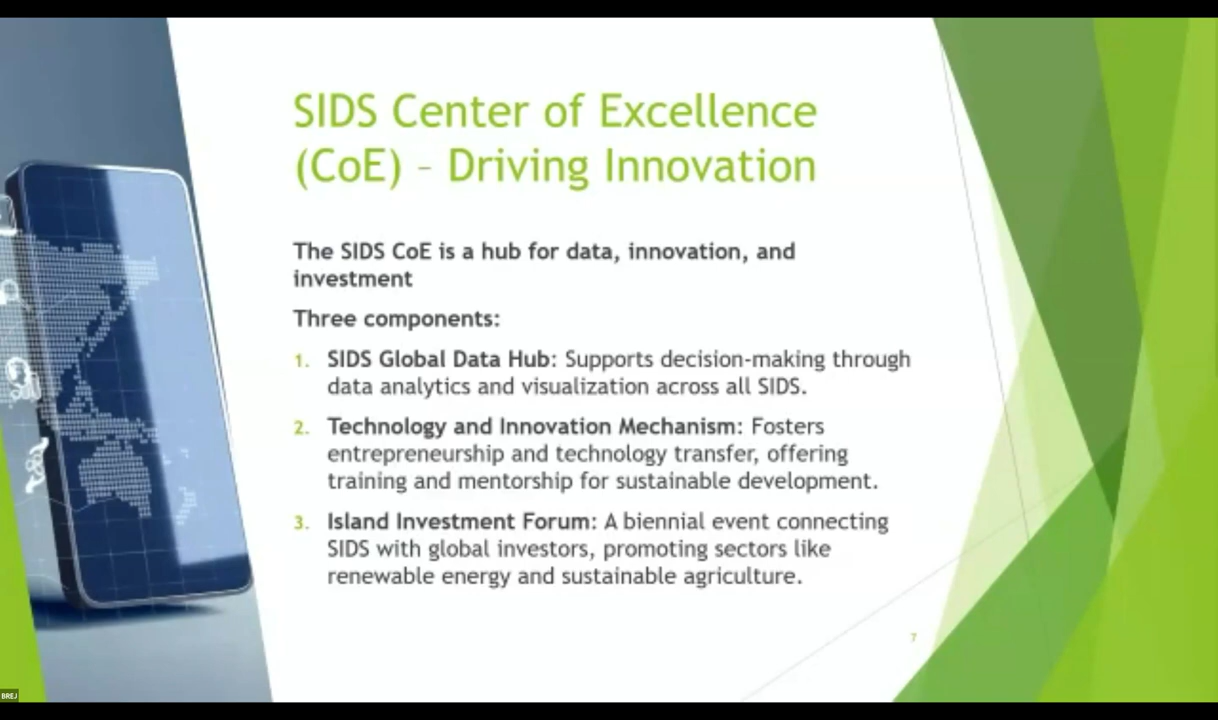 SIDS Center of Excellence
(CoE) – Driving Innovation
The SIDS CoE is a hub for data, innovation, and
investment
Three components:
1. SIDS Global Data Hub: Supports decision-making through
data analytics and visualization across all SIDS.
2. Technology and Innovation Mechanism: Fosters
entrepreneurship and technology transfer, offering
training and mentorship for sustainable development.
3. Island Investment Forum: A biennial event connecting
SIDS with global investors, promoting sectors like
renewable energy and sustainable agriculture.
7
BREJ